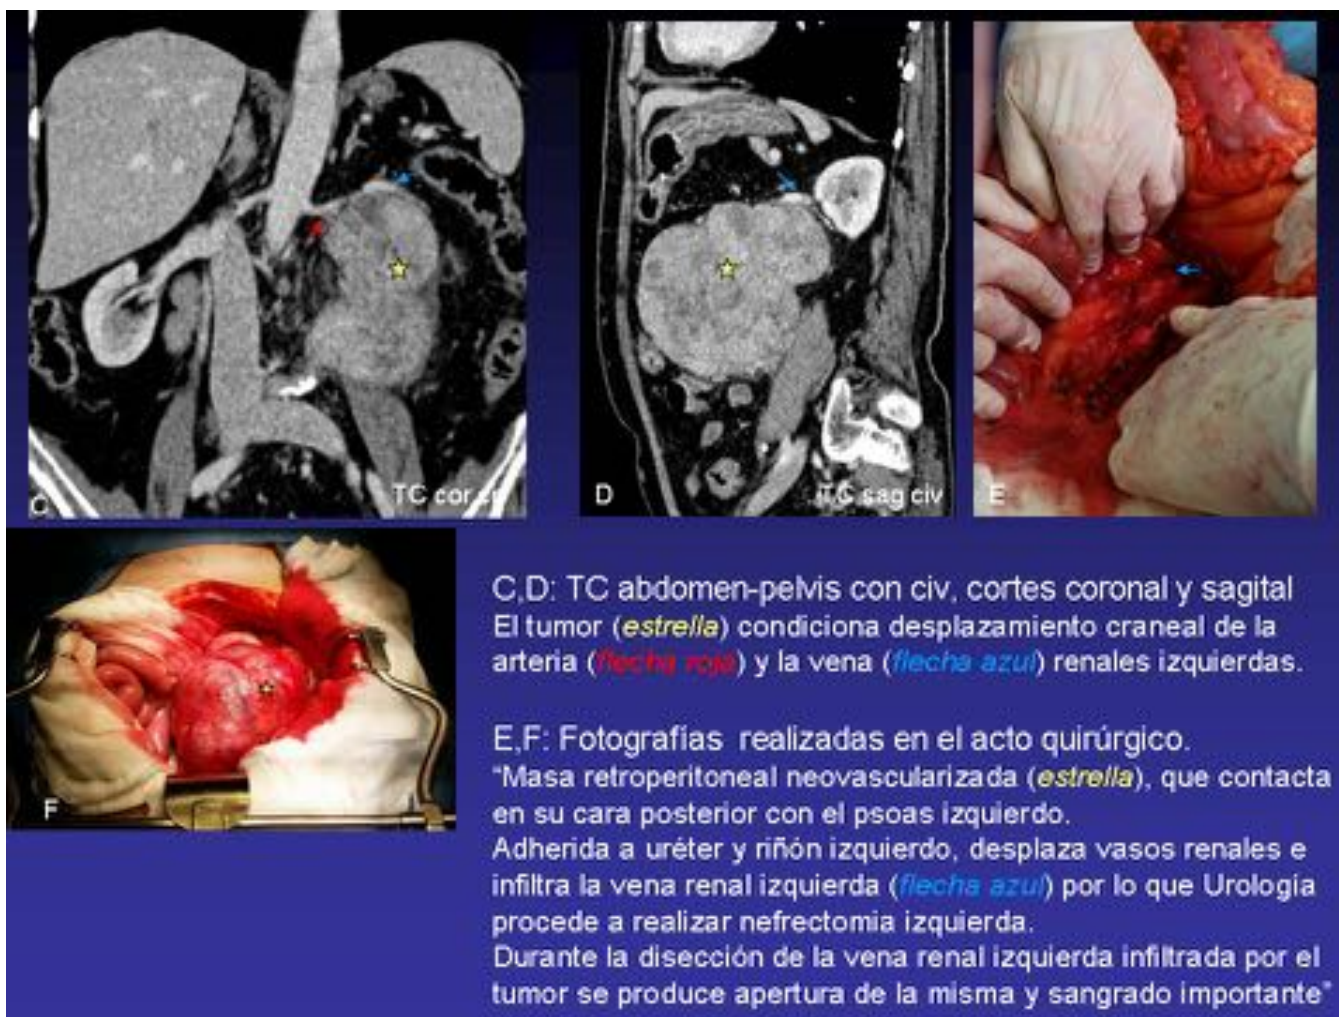 C
TC cor c
D
TC sag civ
E
F
C,D: TC abdomen-pelvis con civ, cortes coronal y sagital
El tumor (estrella) condiciona desplazamiento craneal de la
arteria (flecha roja) y la vena (flecha azul) renales izquierdas.
E,F: Fotografías realizadas en el acto quirúrgico.
“Masa retroperitoneal neovascularizada (estrella), que contacta
en su cara posterior con el psoas izquierdo.
Adherida a uréter y riñón izquierdo, desplaza vasos renales e
infiltra la vena renal izquierda (flecha azul) por lo que Urología
procede a realizar nefrectomia izquierda.
Durante la disección de la vena renal izquierda infiltrada por el
tumor se produce apertura de la misma y sangrado importante”